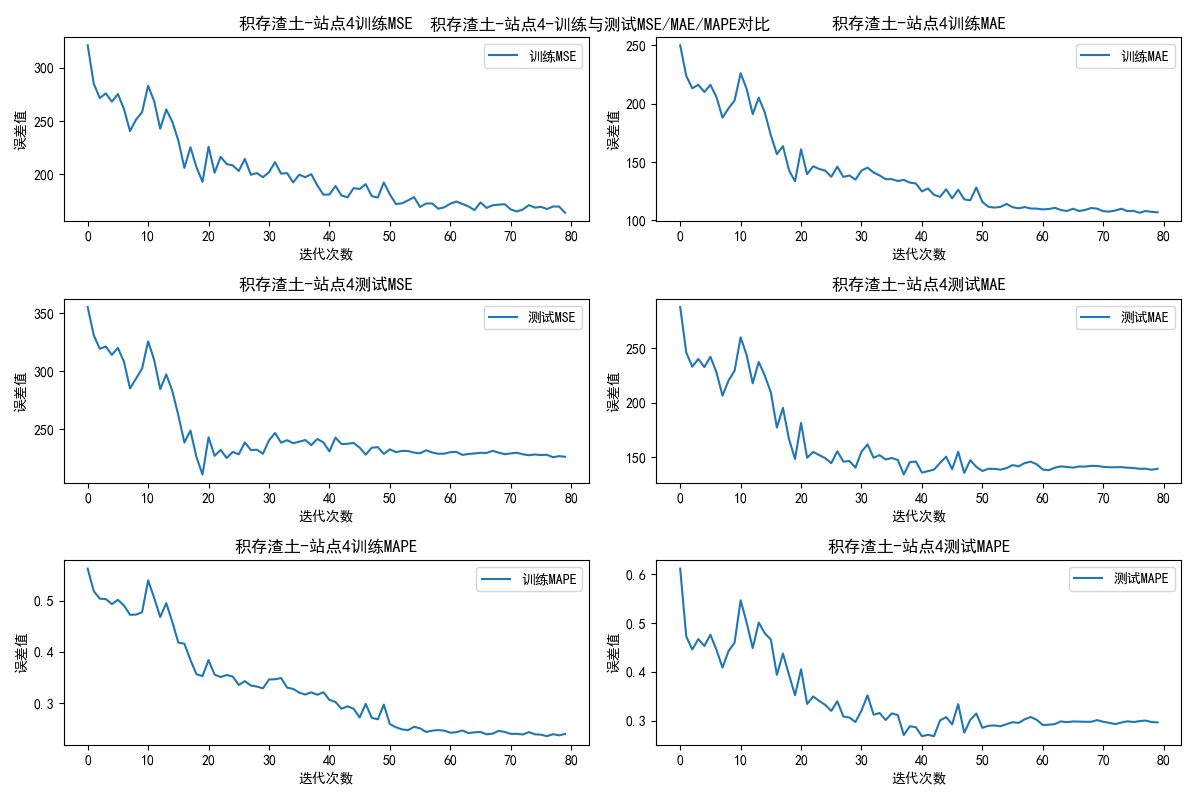 积存渣土-站点4-训练与测试MSE/MAE/MAPE对比
积存渣土-站点4训练MSE
误差值
300
250
200
训练MSE
0 10 20 30 40 50 60 70 80
迭代次数
积存渣土-站点4训练MAE
误差值
250
200
150
100
训练MAE
0 10 20 30 40 50 60 70 80
迭代次数
积存渣土-站点4测试MSE
误差值
350
300
250
测试MSE
0 10 20 30 40 50 60 70 80
迭代次数
积存渣土-站点4测试MAE
误差值
250
200
150
测试MAE
0 10 20 30 40 50 60 70 80
迭代次数
积存渣土-站点4训练MAPE
误差值
0.5
0.4
0.3
训练MAPE
0 10 20 30 40 50 60 70 80
迭代次数
积存渣土-站点4测试MAPE
误差值
0.6
0.5
0.4
0.3
测试MAPE
0 10 20 30 40 50 60 70 80
迭代次数